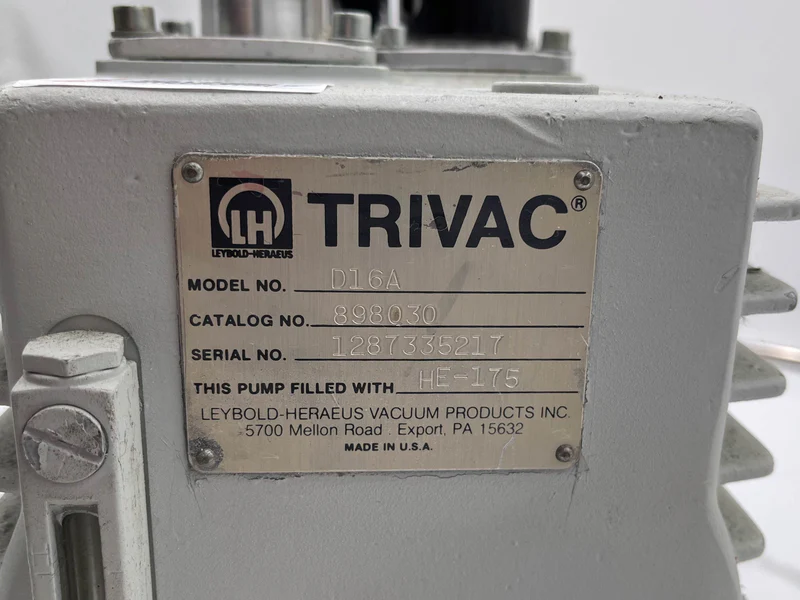 LH
LEYBOLD-HERAEUS
TRIVAC®
MODEL NO. D16A
CATALOG NO. 898030
SERIAL NO. 1287335217
THIS PUMP FILLED WITH HE-175
LEYBOLD-HERAEUS VACUUM PRODUCTS INC.
5700 Mellon Road . Export, PA 15632
MADE IN U.S.A.